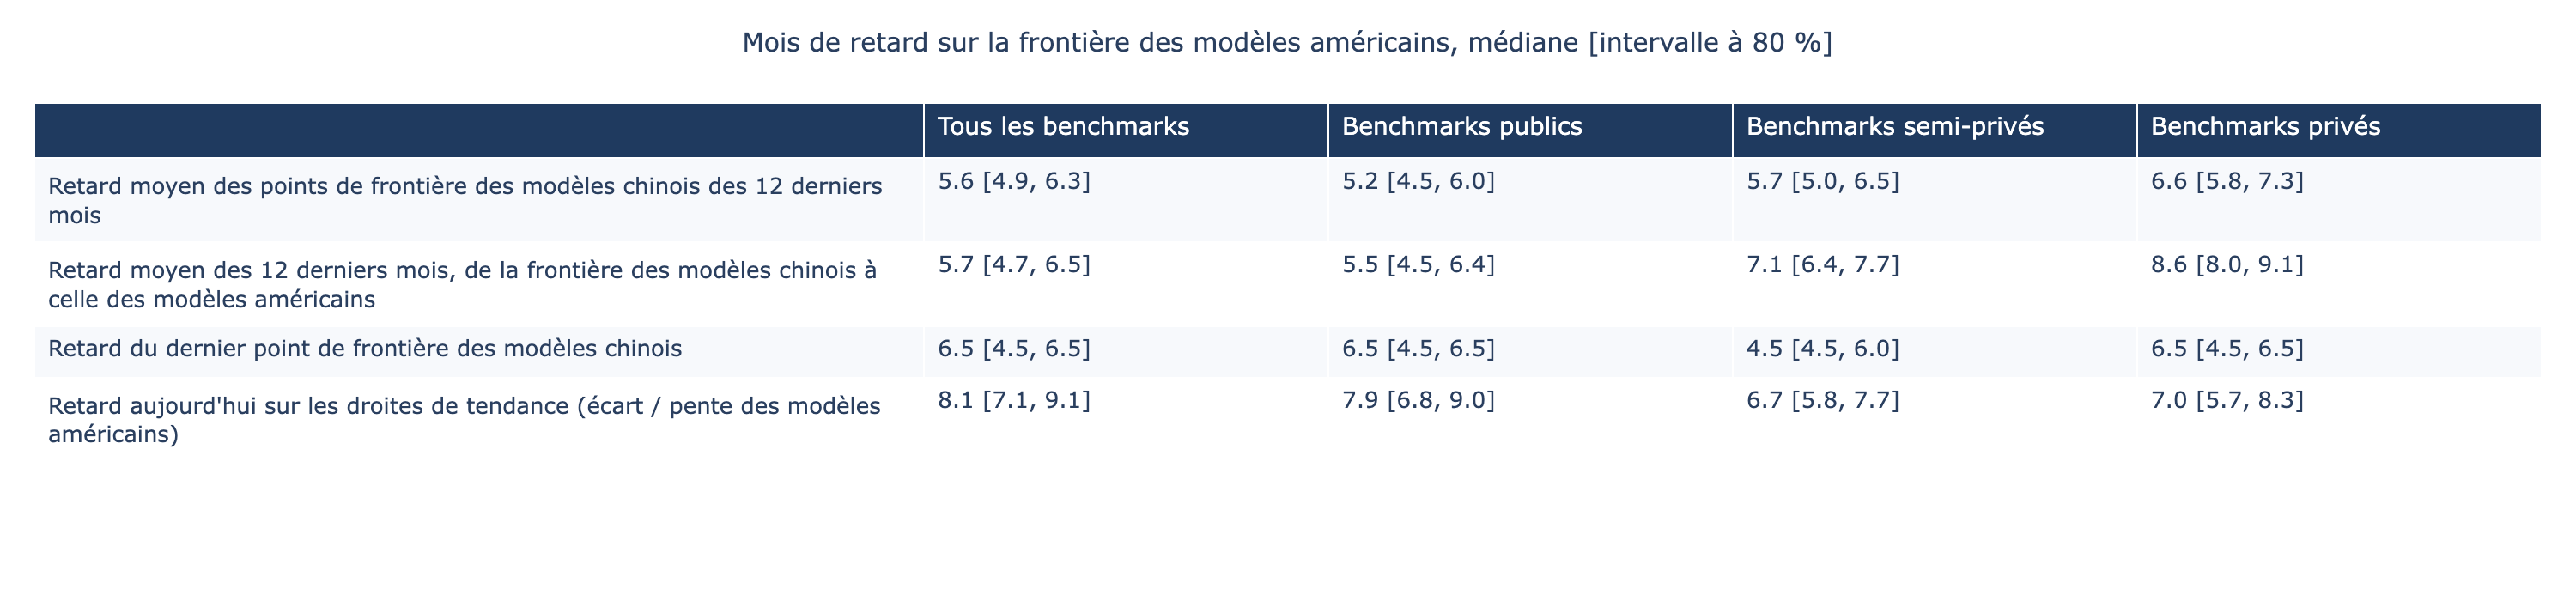 Mois de retard sur la frontière des modèles américains, médiane [intervalle à 80 %]
Tous les benchmarks Benchmarks publics Benchmarks semi-privés Benchmarks privés
Retard moyen des points de frontière des modèles chinois des 12 derniers 5.6 [4.9, 6.3] 5.2 [4.5, 6.0] 5.7 [5.0, 6.5] 6.6 [5.8, 7.3]
mois
Retard moyen des 12 derniers mois, de la frontière des modèles chinois à 5.7 [4.7, 6.5] 5.5 [4.5, 6.4] 7.1 [6.4, 7.7] 8.6 [8.0, 9.1]
celle des modèles américains
Retard du dernier point de frontière des modèles chinois 6.5 [4.5, 6.5] 6.5 [4.5, 6.5] 4.5 [4.5, 6.0] 6.5 [4.5, 6.5]
Retard aujourd'hui sur les droites de tendance (écart / pente des modèles 8.1 [7.1, 9.1] 7.9 [6.8, 9.0] 6.7 [5.8, 7.7] 7.0 [5.7, 8.3]
américains)